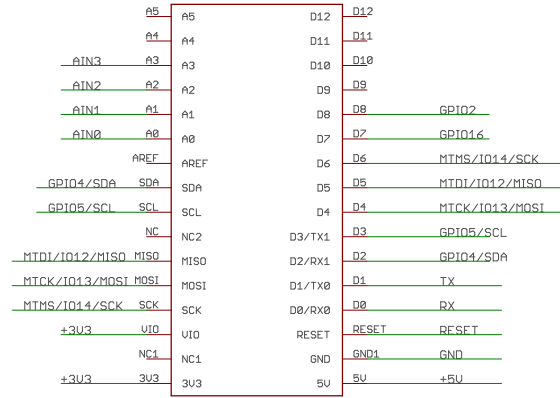 A5 A5 D12 D12
A4 A4 D11 D11
AIN3 A3 A3 D10 D10
AIN2 A2 A2 D9 D9
AIN1 A1 A1 D8 D8 GPIO2
AIN0 A0 A0 D7 D7 GPIO16
AREF AREF D6 D6 MTMS/IO14/SCK
GPIO4/SDA SDA SDA D5 D5 MTDI/IO12/MISO
GPIO5/SCL SCL SCL D4 D4 MTCK/IO13/MOSI
NC NC2 D3/TX1 D3 GPIO5/SCL
MTDI/IO12/MISO MISO MISO D2/RX1 D2 GPIO4/SDA
MTCK/IO13/MOSI MOSI MOSI D1/TX0 D1 TX
MTMS/IO14/SCK SCK SCK D0/RX0 D0 RX
+3V3 VIO VIO RESET RESET RESET
NC1 NC1 GND GND1 GND
+3V3 3V3 3V3 5V 5V +5V